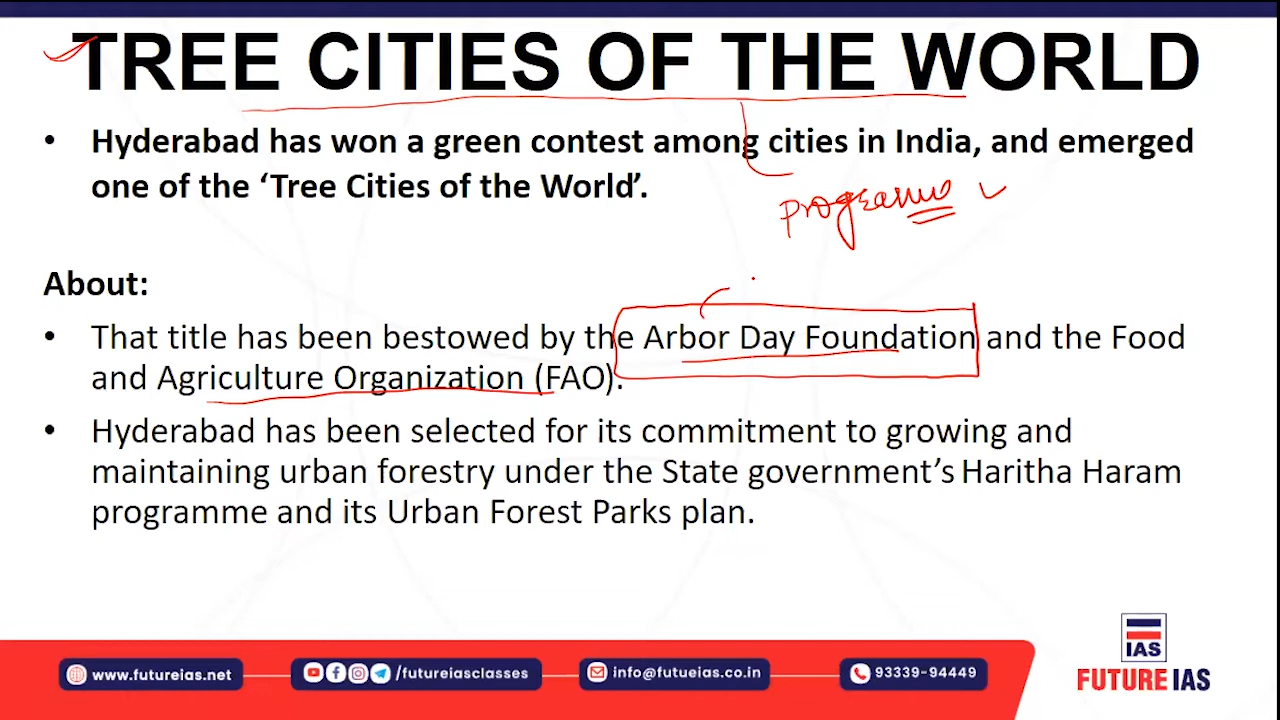 TREE CITIES OF THE WORLD
• Hyderabad has won a green contest among cities in India, and emerged
one of the ‘Tree Cities of the World’.
programme
About:
• That title has been bestowed by the Arbor Day Foundation and the Food
and Agriculture Organization (FAO).
• Hyderabad has been selected for its commitment to growing and
maintaining urban forestry under the State government’s Haritha Haram
programme and its Urban Forest Parks plan.
www.futureias.net
/futureiasclasses
info@futueias.co.in
93339-94449
IAS
FUTURE IAS